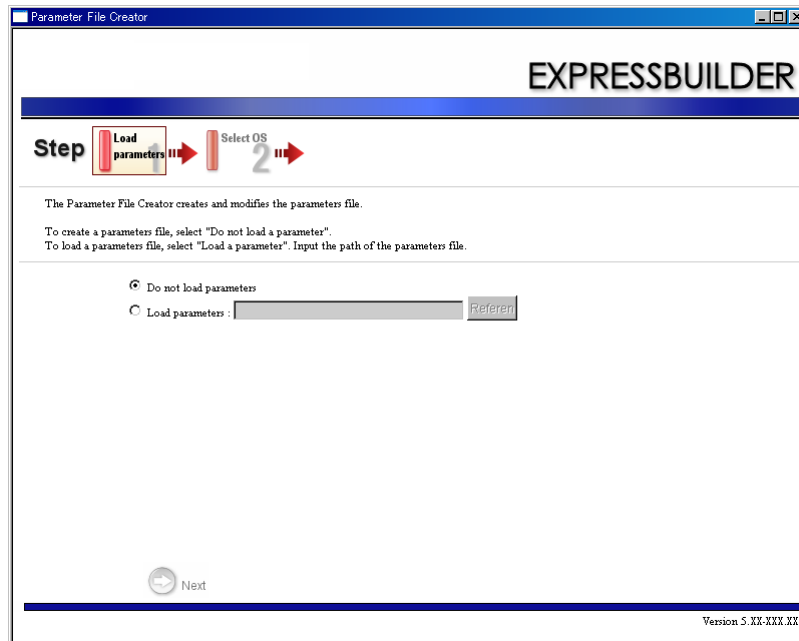 Parameter File Creator
EXPRESSBUILDER
Step
Load
parameters
1
Select OS
2
The Parameter File Creator creates and modifies the parameters file.
To create a parameters file, select "Do not load a parameter".
To load a parameters file, select "Load a parameter". Input the path of the parameters file.
Do not load parameters
Load parameters :
Referen
Next
Version 5.XX-XXX.XX